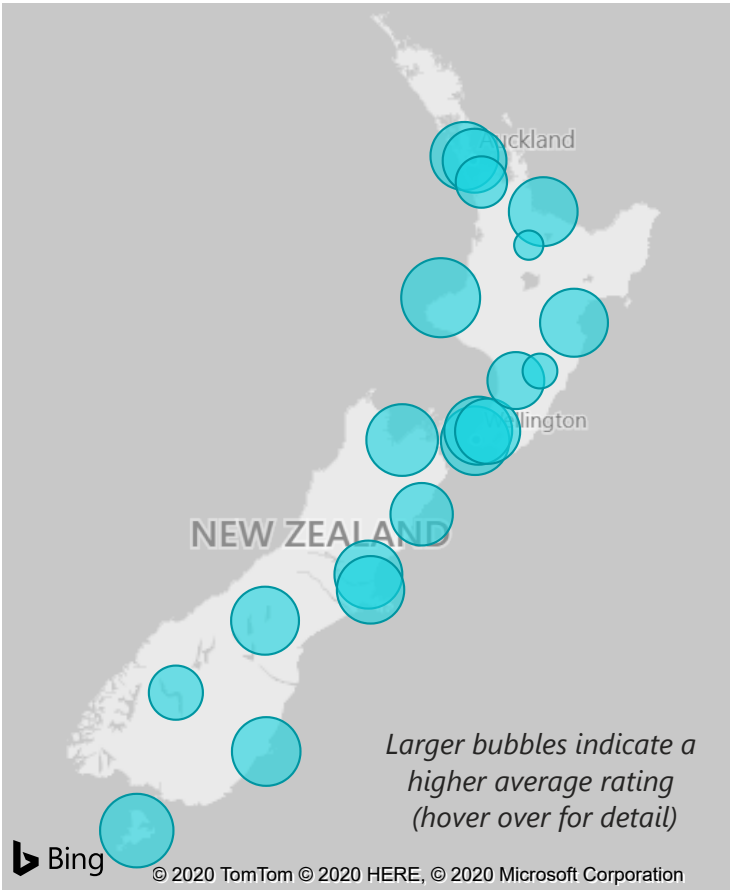 Auckland
Wellington
NEW ZEALAND
Larger bubbles indicate a
higher average rating
(hover over for detail)
Bing
© 2020 TomTom © 2020 HERE, © 2020 Microsoft Corporation